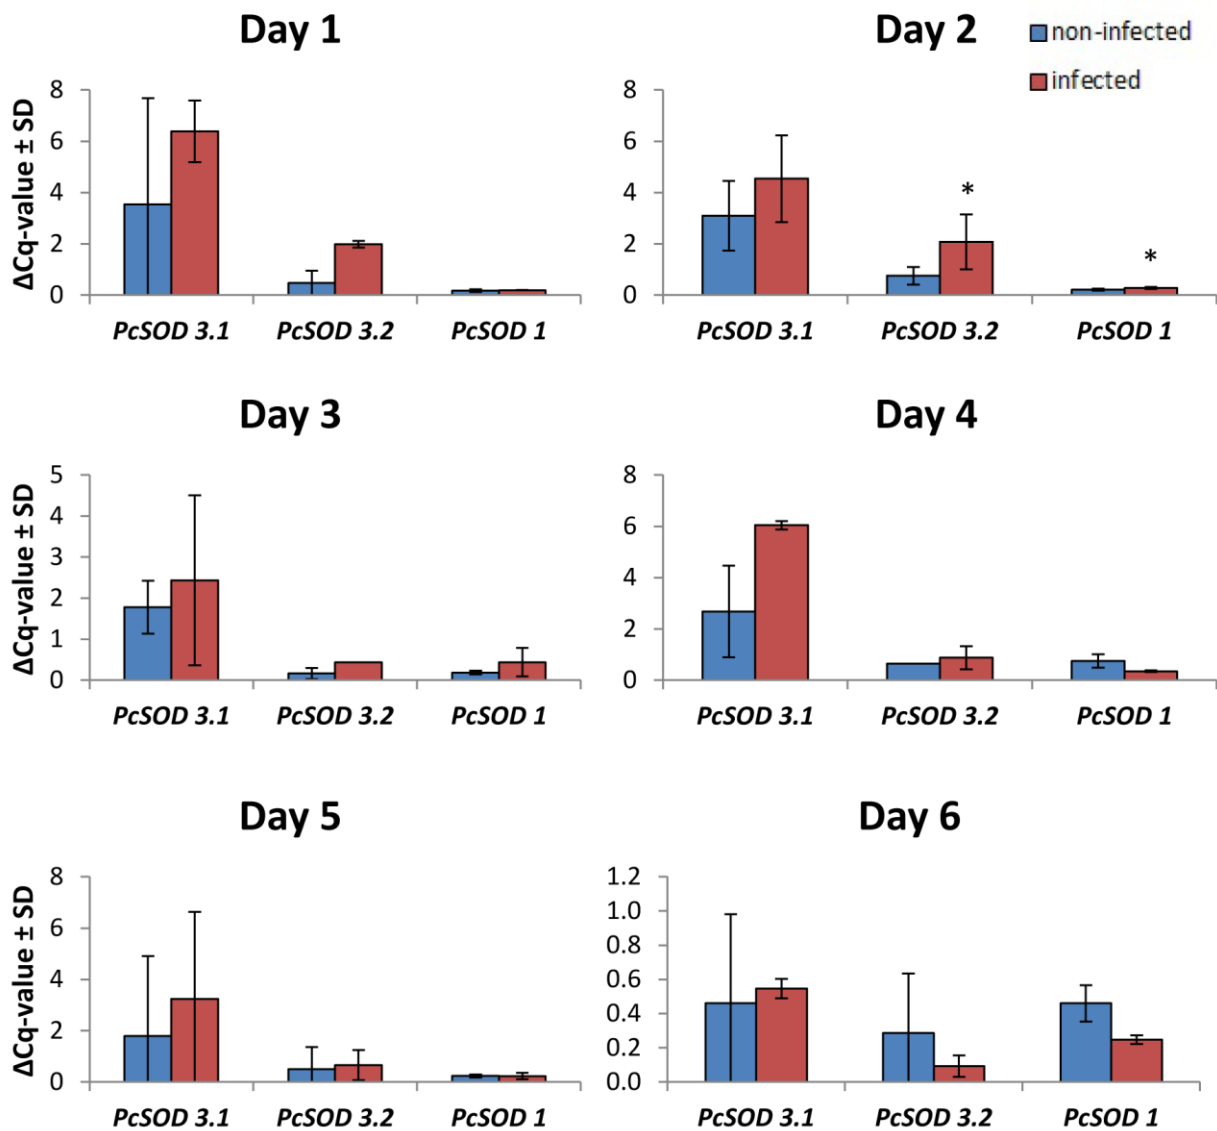 Day 1
Day 2
non-infected
infected
ΔCq-value ± SD
8
6
4
2
0
PcSOD 3.1 PcSOD 3.2 PcSOD 1
8
6
4
2
0
*
*
PcSOD 3.1 PcSOD 3.2 PcSOD 1
Day 3
Day 4
ΔCq-value ± SD
5
4
3
2
1
0
PcSOD 3.1 PcSOD 3.2 PcSOD 1
8
6
4
2
0
PcSOD 3.1 PcSOD 3.2 PcSOD 1
Day 5
Day 6
ΔCq-value ± SD
8
6
4
2
0
PcSOD 3.1 PcSOD 3.2 PcSOD 1
1.2
1.0
0.8
0.6
0.4
0.2
0.0
PcSOD 3.1 PcSOD 3.2 PcSOD 1